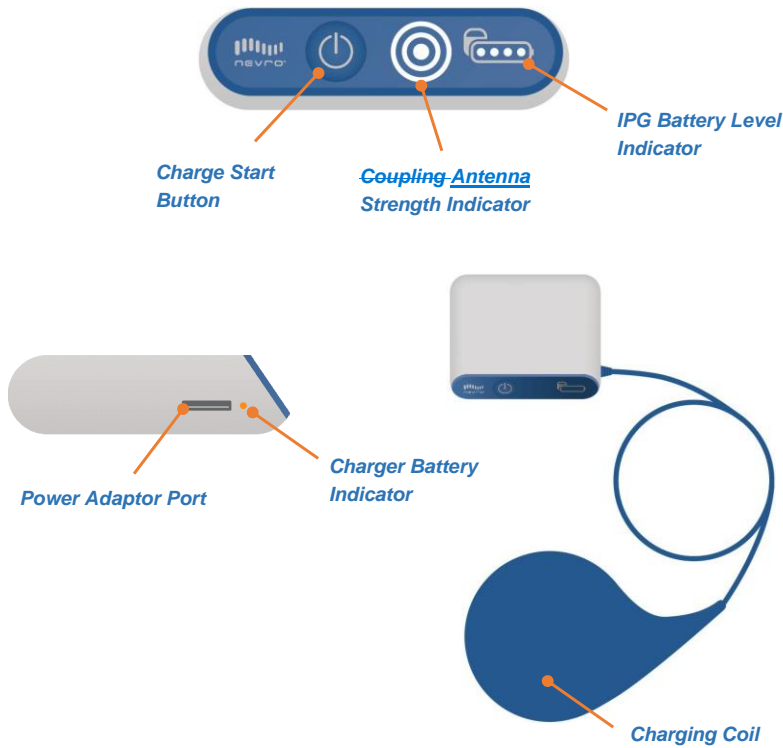 nevro
IPG Battery Level
Indicator
Charge Start
Button
Coupling Antenna
Strength Indicator
nevro
Charger Battery
Indicator
Power Adaptor Port
Charging Coil